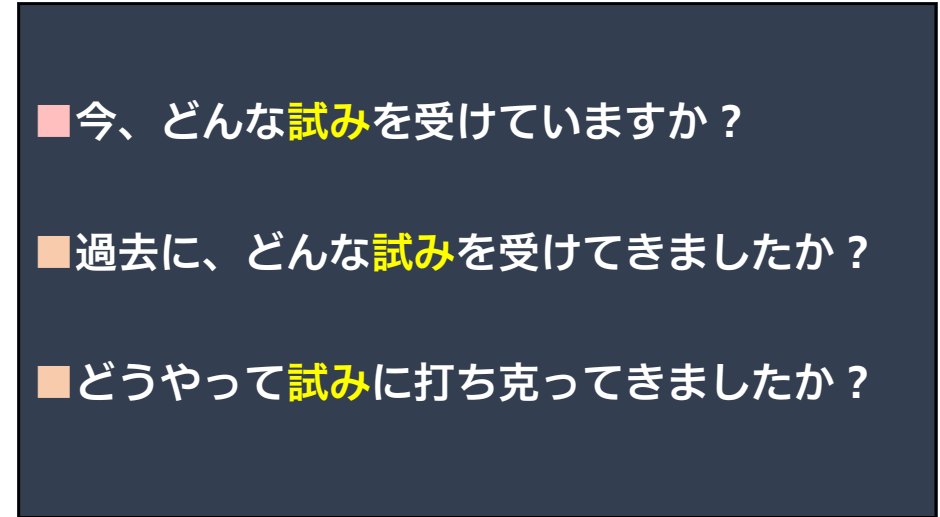 ■今、どんな試みを受けていますか？
■過去に、どんな試みを受けてきましたか？
■どうやって試みに打ち克ってきましたか？